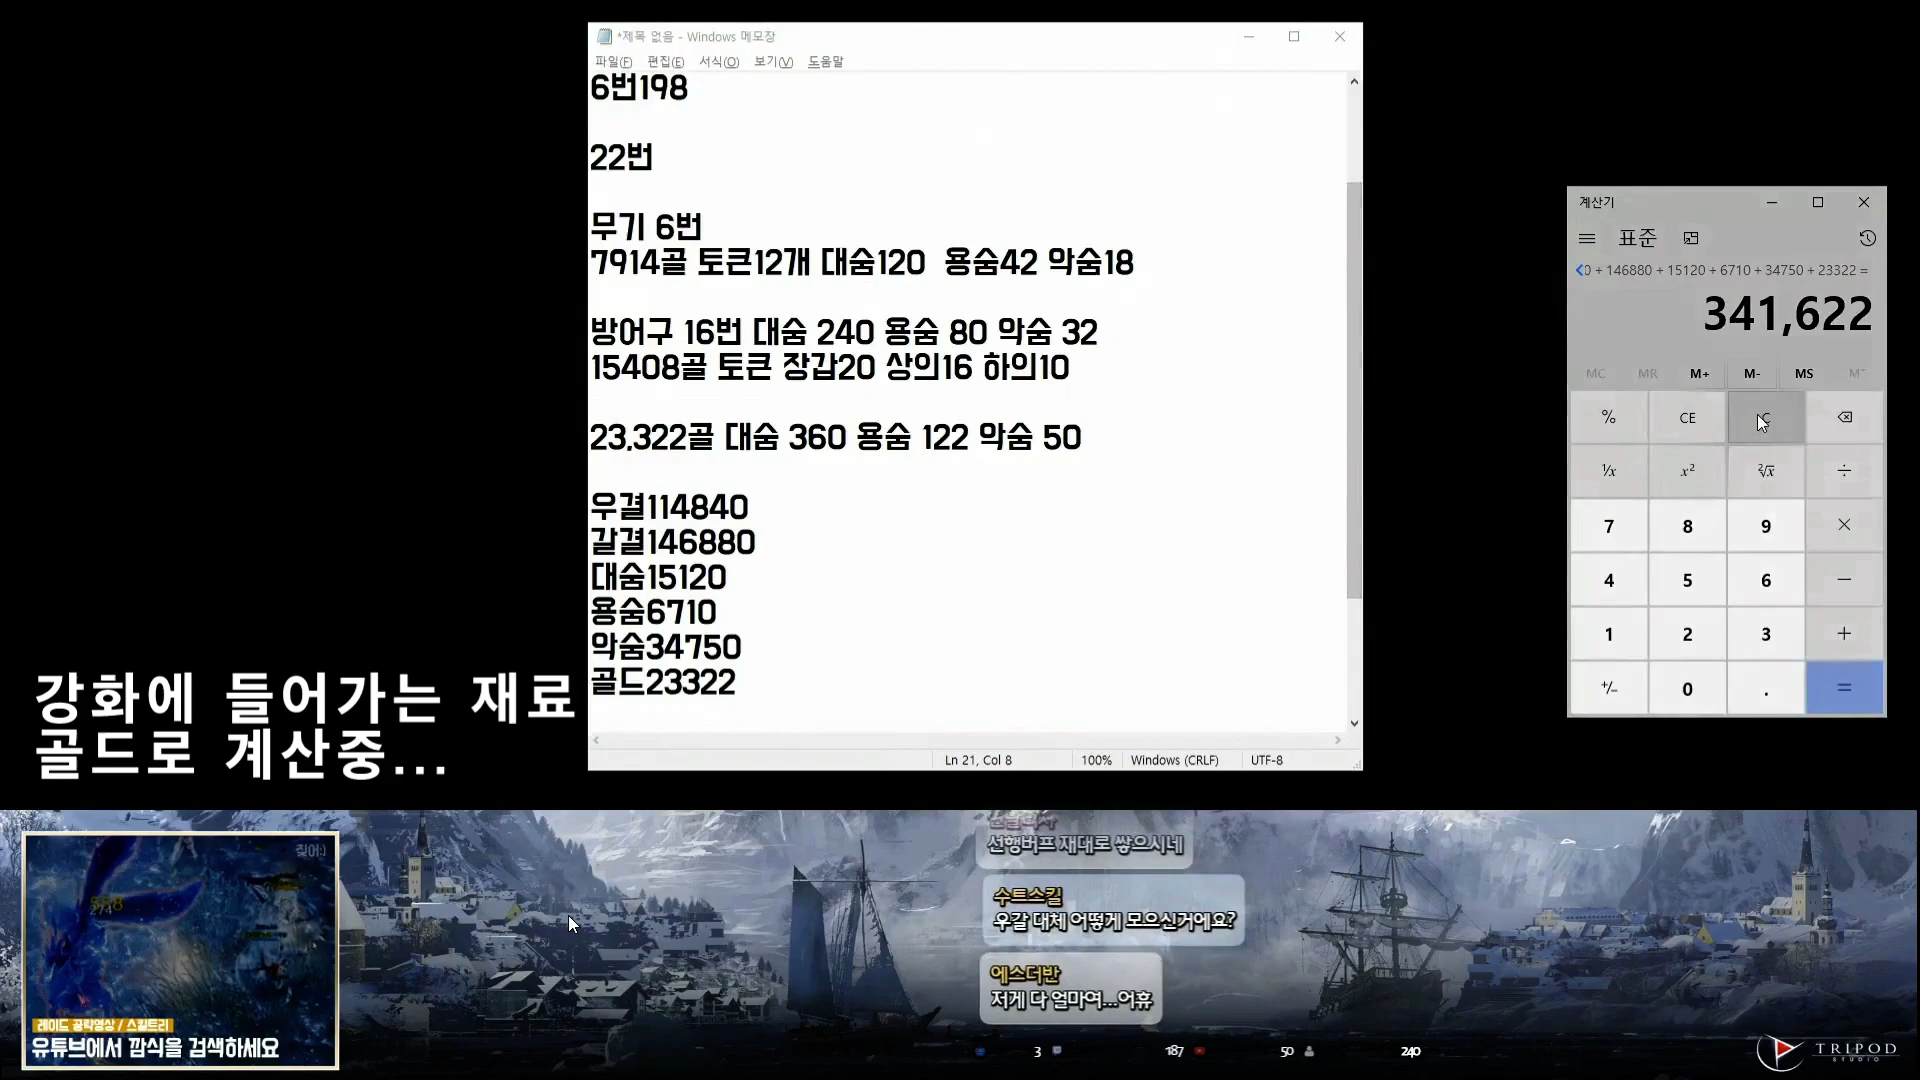 *제목 없음 - Windows 메모장
파일(F) 편집(E) 서식(O) 보기(V) 도움말
6번198
22번
무기 6번
7914골 토큰12개 대숨120 용숨42 악숨18
방어구 16번 대숨 240 용숨 80 악숨 32
15408골 토큰 장갑20 상의16 하의10
23,322골 대숨 360 용숨 122 악숨 50
우결114840
갈결146880
대숨15120
용숨6710
악숨34750
골드23322
Ln 21, Col 8 100% Windows (CRLF) UTF-8
계산기
표준
0 + 146880 + 15120 + 6710 + 34750 + 23322 =
341,622
MC MR M+ M- MS M˅
% CE C
¹/x x² ²√x ÷
7 8 9 ×
4 5 6 −
1 2 3 +
+/- 0 . =
강화에 들어가는 재료
골드로 계산중...
짖어:)
레이드 공략영상 / 스킬트리
유튜브에서 깜식을 검색하세요
선행버프 재대로 쌓으시네
수트스킬
우갈 대체 어떻게 모으신거에요?
에스더반
저게 다 얼마여...어휴
3 187 50 240
TRIPOD
STUDIO